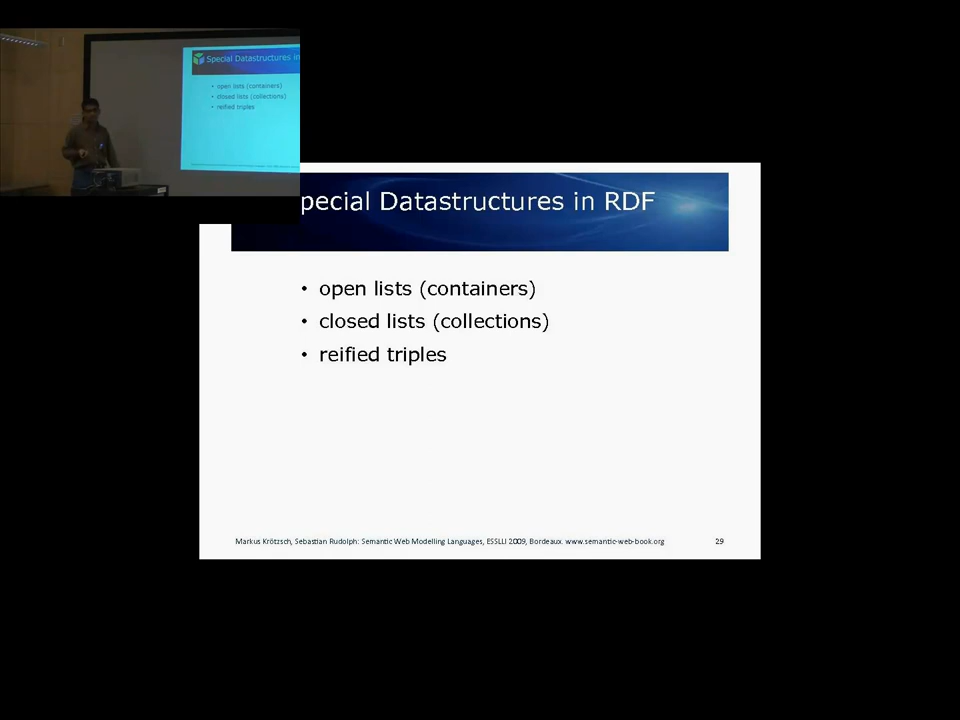 Special Datastructures in
• open lists (containers)
• closed lists (collections)
• reified triples
pecial Datastructures in RDF
• open lists (containers)
• closed lists (collections)
• reified triples
Markus Krötzsch, Sebastian Rudolph: Semantic Web Modelling Languages, ESSLLI 2009, Bordeaux. www.semantic-web-book.org 29